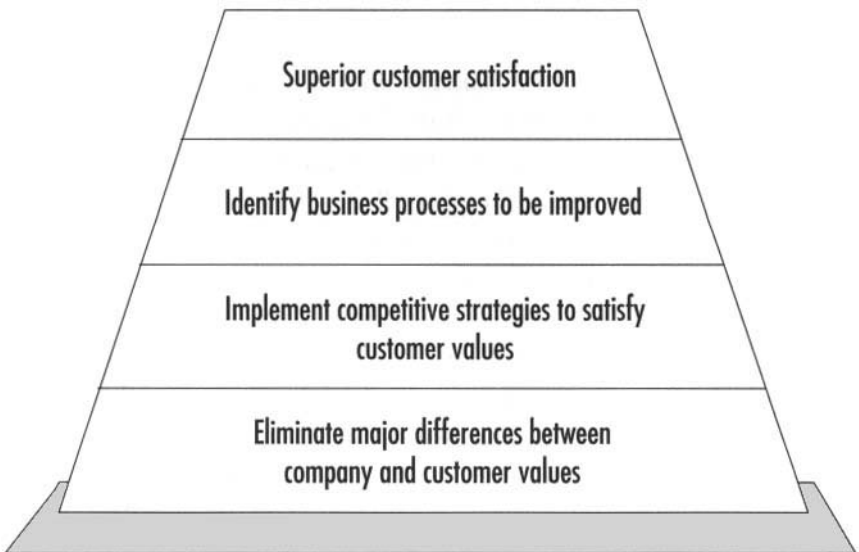 Superior customer satisfaction
Identify business processes to be improved
Implement competitive strategies to satisfy
customer values
Eliminate major differences between
company and customer values